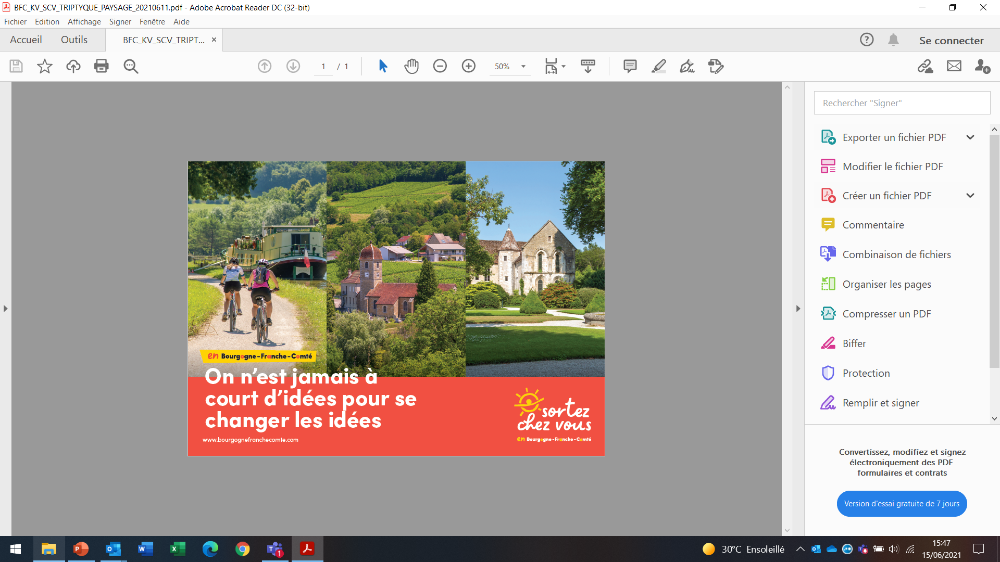 BFC_KV_SCV_TRIPTYQUE_PAYSAGE_20210611.pdf - Adobe Acrobat Reader DC (32-bit)
Fichier Edition Affichage Signer Fenêtre Aide
Accueil Outils BFC_KV_SCV_TRIPT... Se connecter
1 / 1 50%
Rechercher "Signer"
Exporter un fichier PDF
Modifier le fichier PDF
Créer un fichier PDF
Commentaire
Combinaison de fichiers
Organiser les pages
Compresser un PDF
Biffer
Protection
Remplir et signer
Convertissez, modifiez et signez
électroniquement des PDF
formulaires et contrats
Version d'essai gratuite de 7 jours
en Bourgogne-Franche-Comté
On n'est jamais à
court d'idées pour se
changer les idées
www.bourgognefranchecomte.com
sortez
chez vous
en Bourgogne-Franche-Comté
30°C Ensoleillé
15:47
15/06/2021